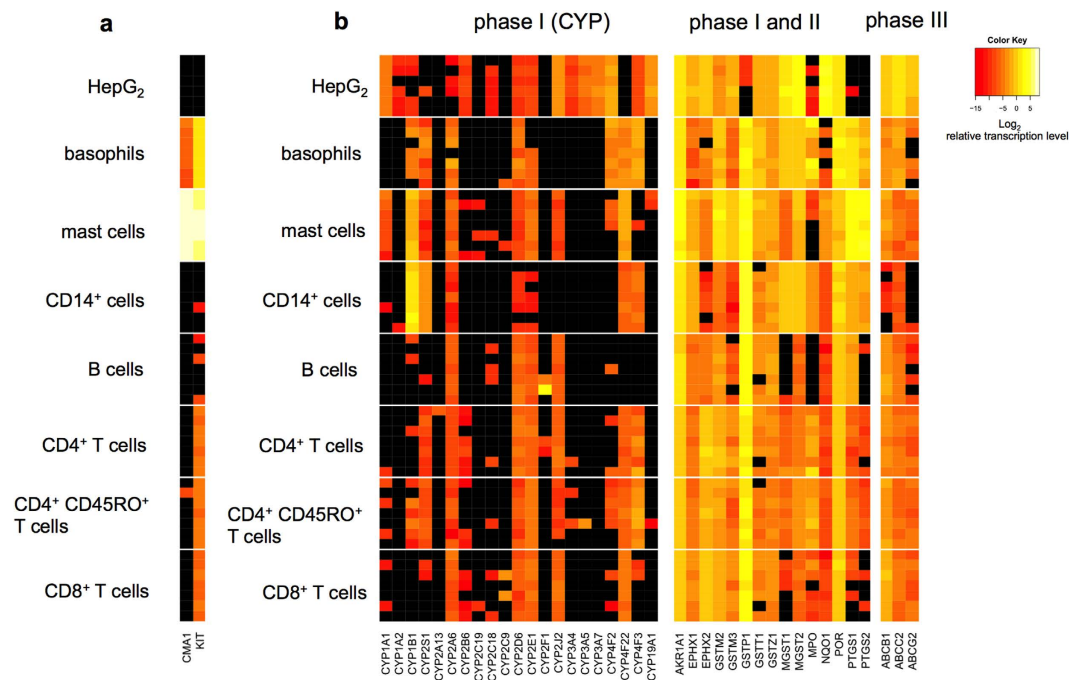 a
b
phase I (CYP)
phase I and II
phase III
Color Key
−15 −10 −5 0 5
Log2
relative transcription level
HepG2
HepG2
basophils
basophils
mast cells
mast cells
CD14+ cells
CD14+ cells
B cells
B cells
CD4+ T cells
CD4+ T cells
CD4+ CD45RO+
T cells
CD4+ CD45RO+
T cells
CD8+ T cells
CD8+ T cells
CMA1
KIT
CYP1A1
CYP1A2
CYP1B1
CYP2S1
CYP2A13
CYP2A6
CYP2B6
CYP2C19
CYP2C18
CYP2C9
CYP2D6
CYP2E1
CYP2F1
CYP2J2
CYP3A4
CYP3A5
CYP3A7
CYP4F2
CYP4F22
CYP4F3
CYP19A1
AKR1A1
EPHX1
EPHX2
GSTM2
GSTM3
GSTP1
GSTT1
GSTZ1
MGST1
MGST2
MPO
NQO1
POR
PTGS1
PTGS2
ABCB1
ABCC2
ABCG2